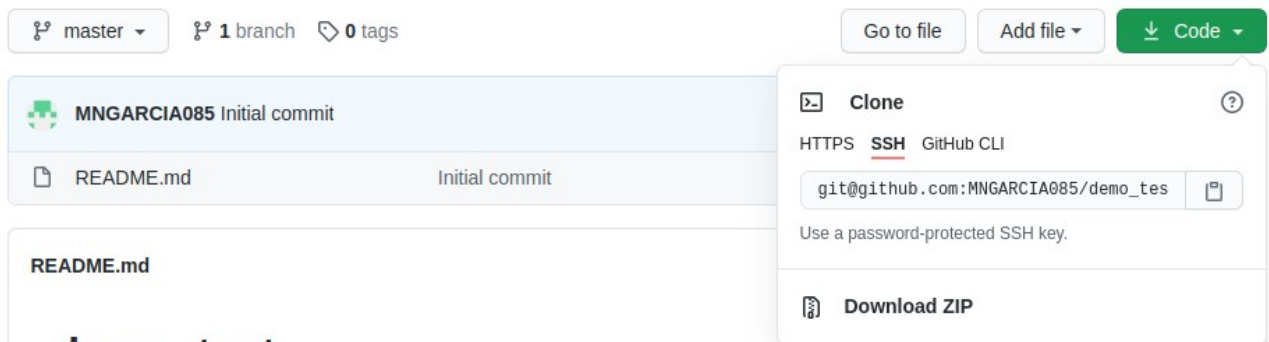 master
1 branch
0 tags
Go to file
Add file
Code
MNGARCIA085 Initial commit
README.md Initial commit
README.md
Clone
HTTPS SSH GitHub CLI
git@github.com:MNGARCIA085/demo_tes
Use a password-protected SSH key.
Download ZIP